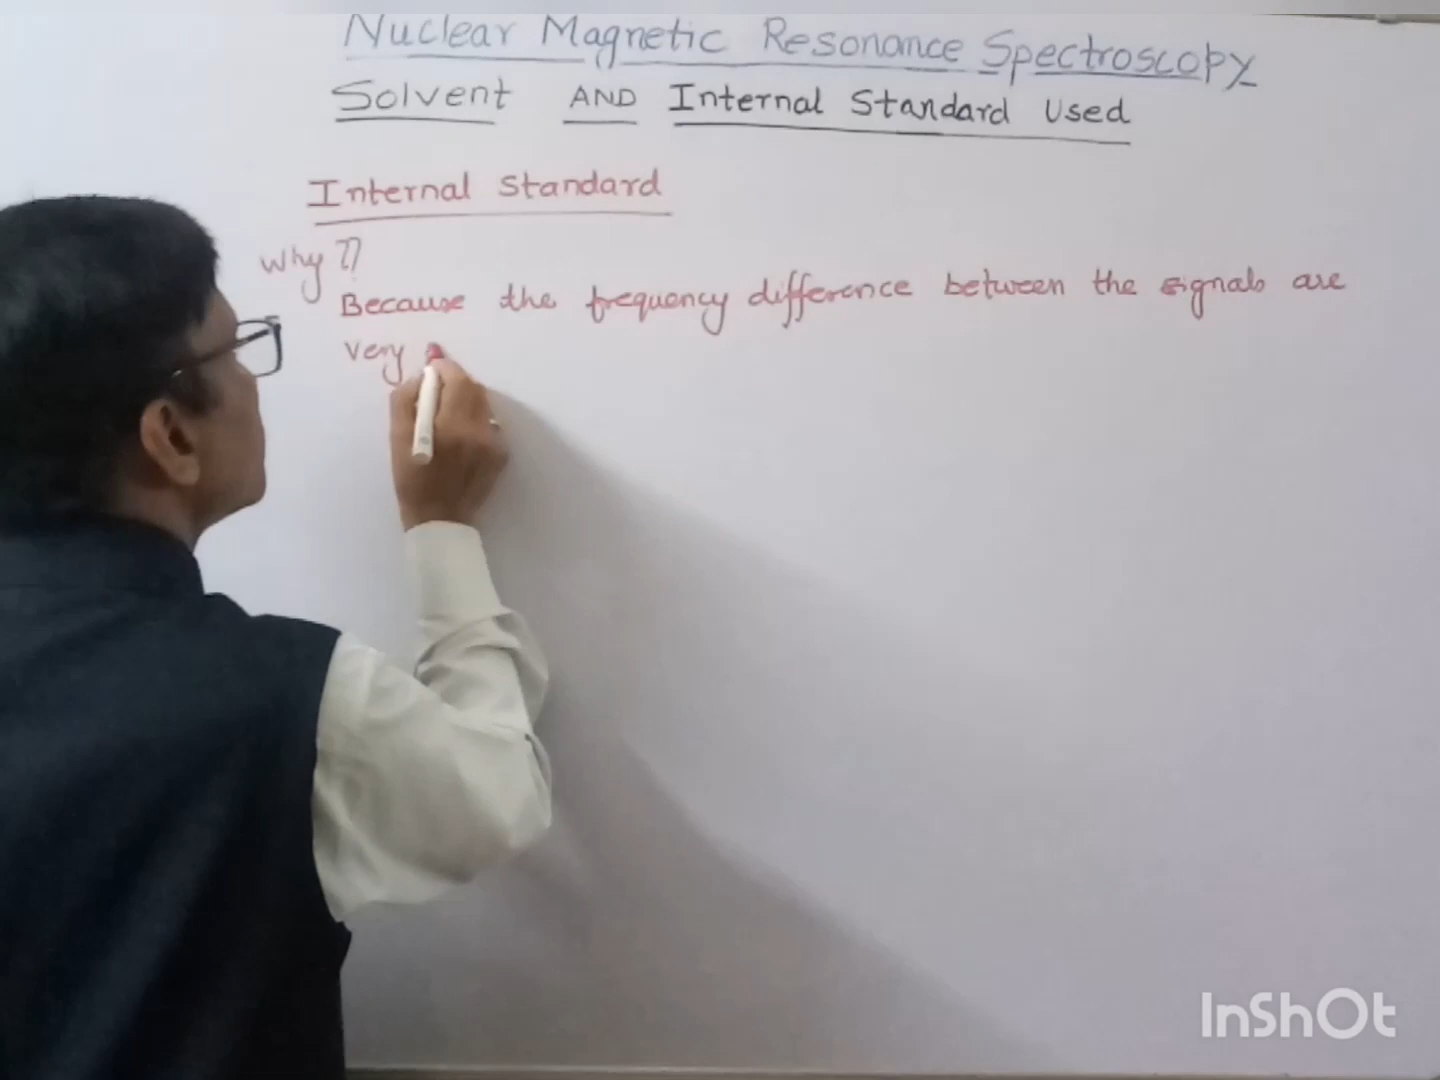 Nuclear Magnetic Resonance Spectroscopy
Solvent AND Internal Standard Used
Internal Standard
Why ??
Because the frequency difference between the signals are
very
InShOt